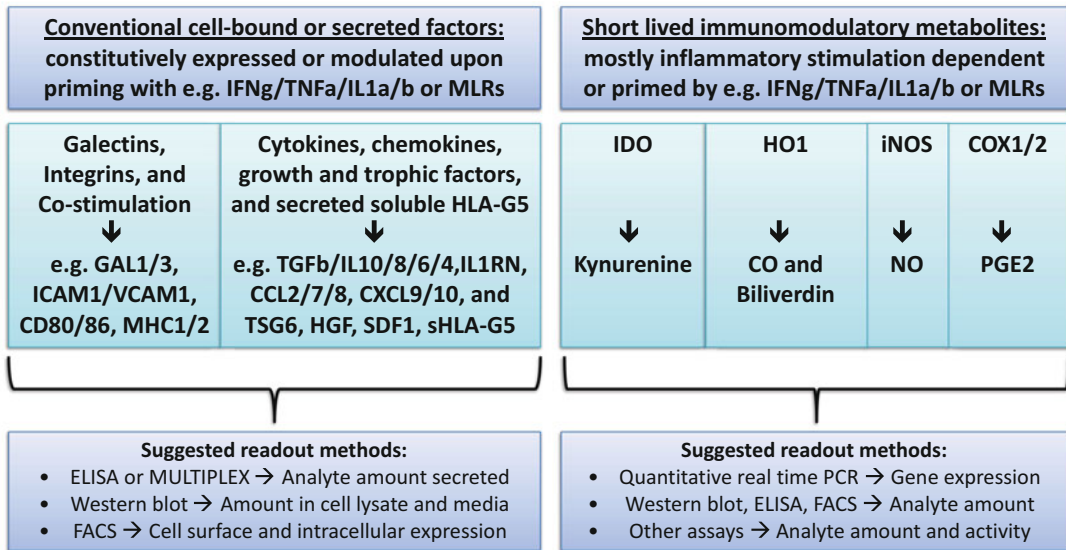 Conventional cell-bound or secreted factors:
constitutively expressed or modulated upon
priming with e.g. IFNg/TNFa/IL1a/b or MLRs
Galectins,
Integrins, and
Co-stimulation
↓
e.g. GAL1/3,
ICAM1/VCAM1,
CD80/86, MHC1/2
Cytokines, chemokines,
growth and trophic factors,
and secreted soluble HLA-G5
↓
e.g. TGFb/IL10/8/6/4,IL1RN,
CCL2/7/8, CXCL9/10, and
TSG6, HGF, SDF1, sHLA-G5
Suggested readout methods:
• ELISA or MULTIPLEX → Analyte amount secreted
• Western blot → Amount in cell lysate and media
• FACS → Cell surface and intracellular expression
Short lived immunomodulatory metabolites:
mostly inflammatory stimulation dependent
or primed by e.g. IFNg/TNFa/IL1a/b or MLRs
IDO
↓
Kynurenine
HO1
↓
CO and
Biliverdin
iNOS
↓
NO
COX1/2
↓
PGE2
Suggested readout methods:
• Quantitative real time PCR → Gene expression
• Western blot, ELISA, FACS → Analyte amount
• Other assays → Analyte amount and activity